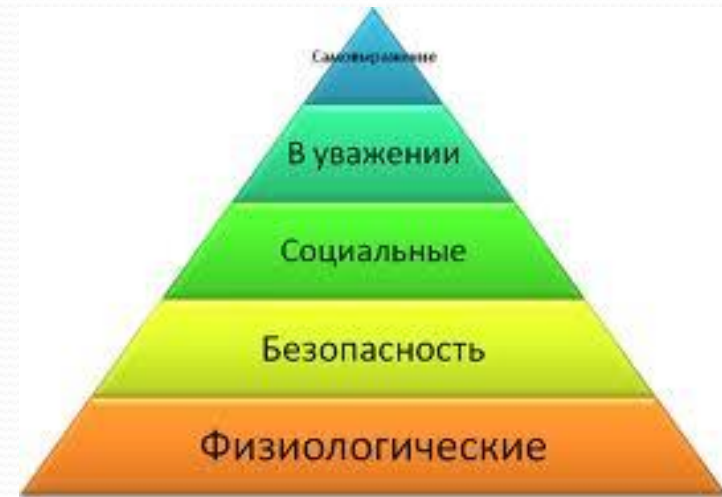 Самовыражение
В уважении
Социальные
Безопасность
Физиологические